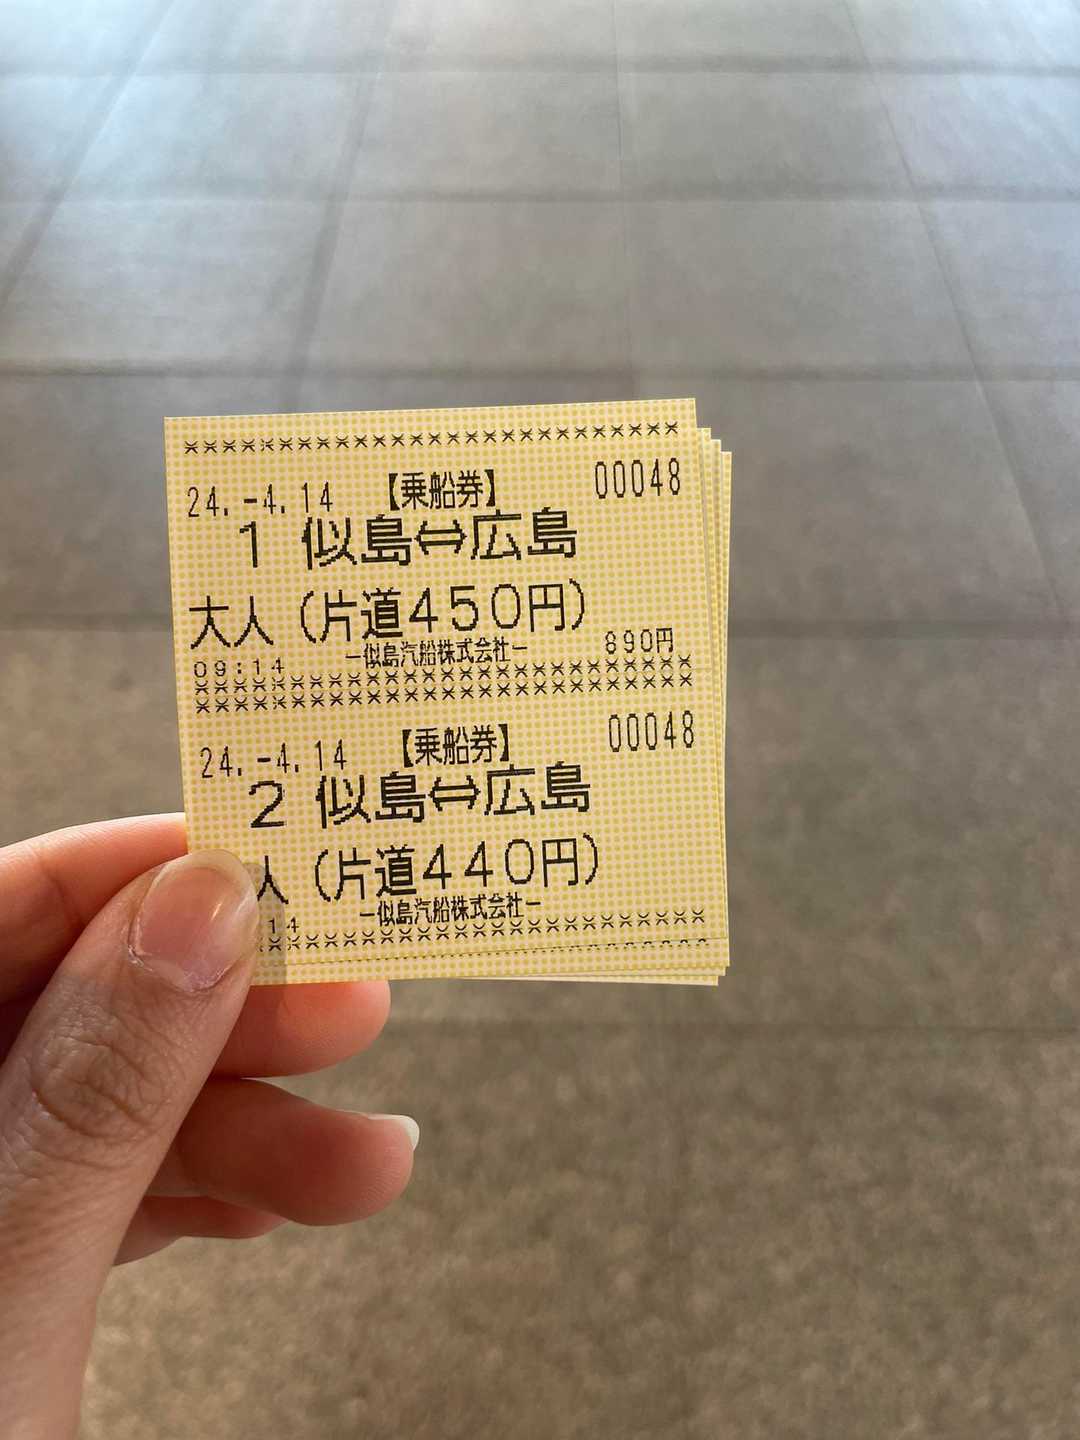 24.-4.14 【乗船券】 00048
1 似島⇔広島
大人（片道450円）
09:14 −似島汽船株式会社− 890円
24.-4.14 【乗船券】 00048
2 似島⇔広島
人（片道440円）
14 −似島汽船株式会社−